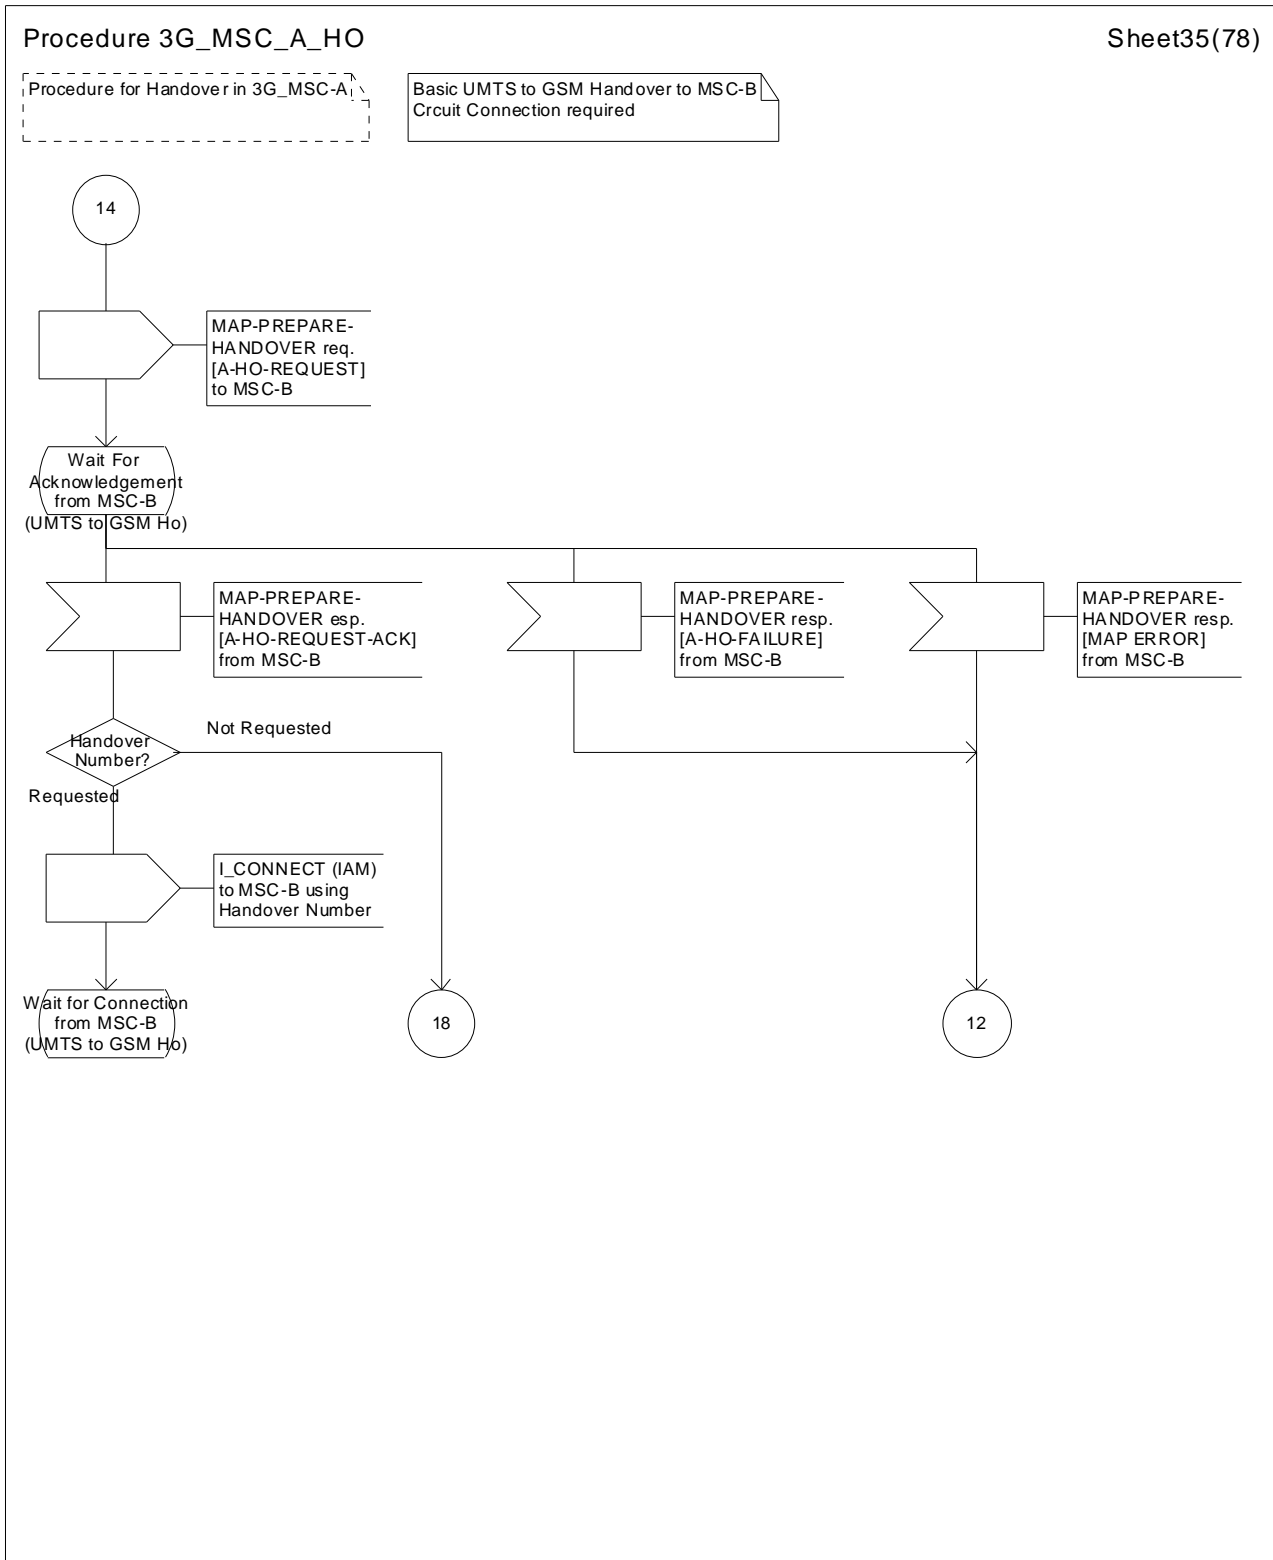 Procedure 3G_MSC_A_HO
Sheet35(78)
Procedure for Handover in 3G_MSC-A
Basic UMTS to GSM Handover to MSC-B
Crcuit Connection required
14
MAP-PREPARE-
HANDOVER req.
[A-HO-REQUEST]
to MSC-B
Wait For
Acknowledgement
from MSC-B
(UMTS to GSM Ho)
MAP-PREPARE-
HANDOVER esp.
[A-HO-REQUEST-ACK]
from MSC-B
MAP-PREPARE-
HANDOVER resp.
[A-HO-FAILURE]
from MSC-B
MAP-PREPARE-
HANDOVER resp.
[MAP ERROR]
from MSC-B
Handover
Number?
Not Requested
Requested
I_CONNECT (IAM)
to MSC-B using
Handover Number
Wait for Connection
from MSC-B
(UMTS to GSM Ho)
18
12